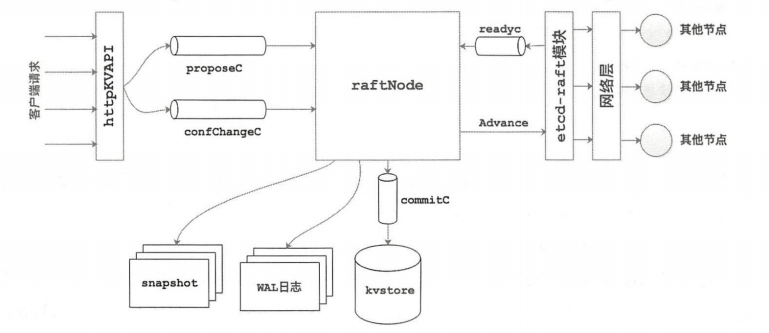 客户端请求
httpKVAPI
proposeC
confChangeC
raftNode
readyc
Advance
etcd-raft模块
网络层
其他节点
其他节点
其他节点
commitC
snapshot
WAL日志
kvstore